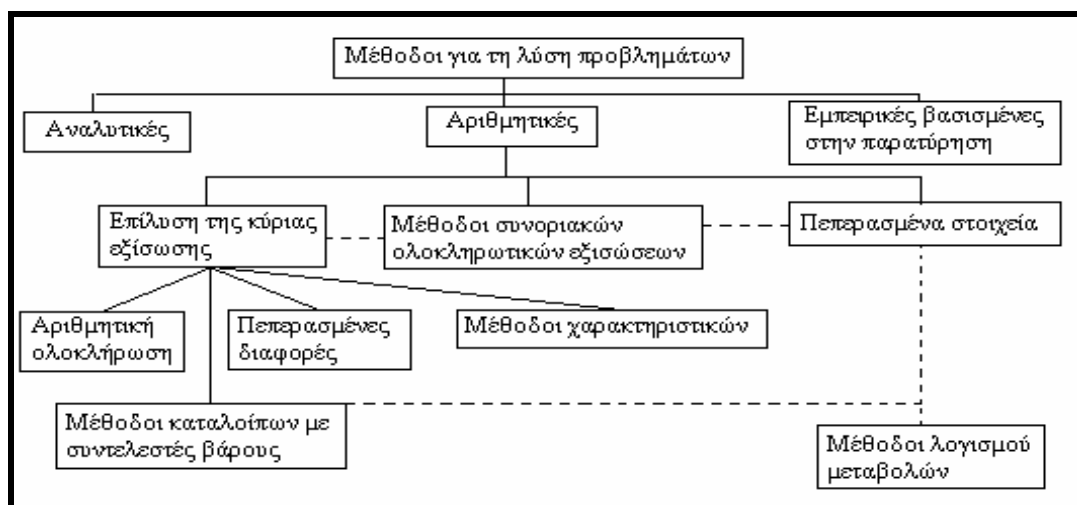 Μέθοδοι για τη λύση προβλημάτων
Αναλυτικές
Αριθμητικές
Εμπειρικές βασισμένες
στην παρατύρηση
Επίλυση της κύριας
εξίσωσης
Μέθοδοι συνοριακών
ολοκληρωτικών εξισώσεων
Πεπερασμένα στοιχεία
Αριθμητική
ολοκλήρωση
Πεπερασμένες
διαφορές
Μέθοδοι χαρακτηριστικών
Μέθοδοι καταλοίπων με
συντελεστές βάρους
Μέθοδοι λογισμού
μεταβολών